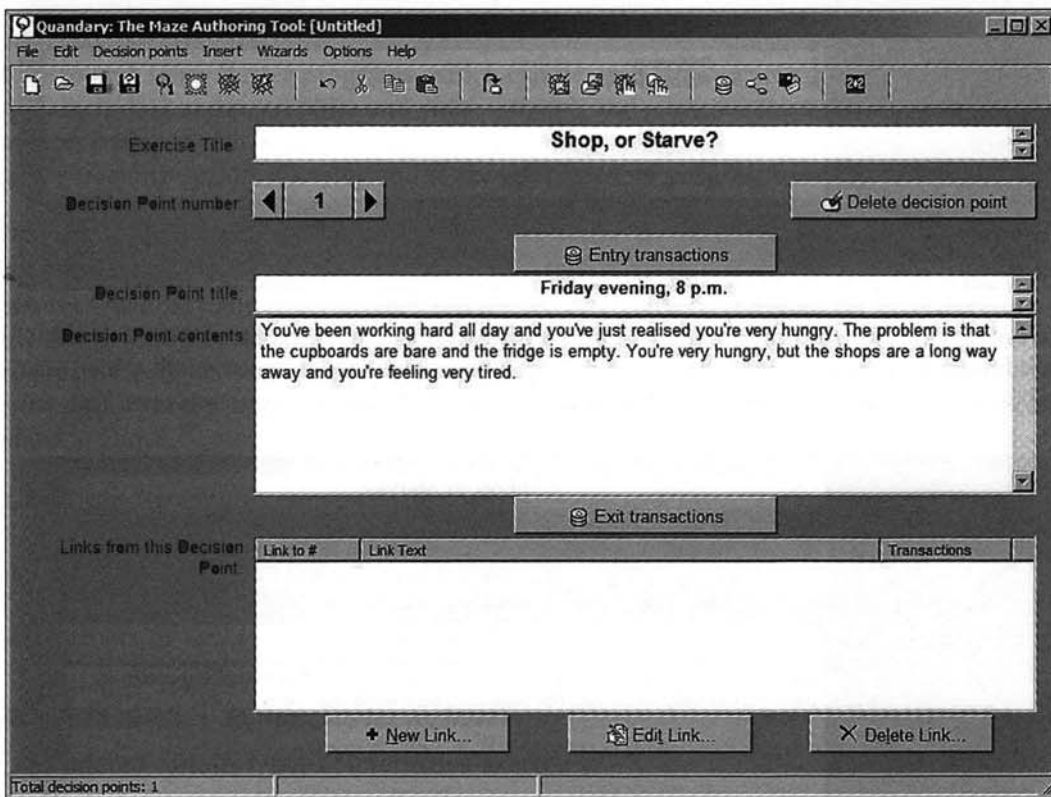 Quandary: The Maze Authoring Tool: [Untitled]
File Edit Decision points Insert Wizards Options Help
Exercise Title
Shop, or Starve?
Decision Point number
1
Delete decision point
Entry transactions
Decision Point title:
Friday evening, 8 p.m.
Decision Point contents
You've been working hard all day and you've just realised you're very hungry. The problem is that
the cupboards are bare and the fridge is empty. You're very hungry, but the shops are a long way
away and you're feeling very tired.
Exit transactions
Links from this Decision
Point:
Link to # Link Text Transactions
+ New Link...
Edit Link...
Delete Link...
Total decision points: 1